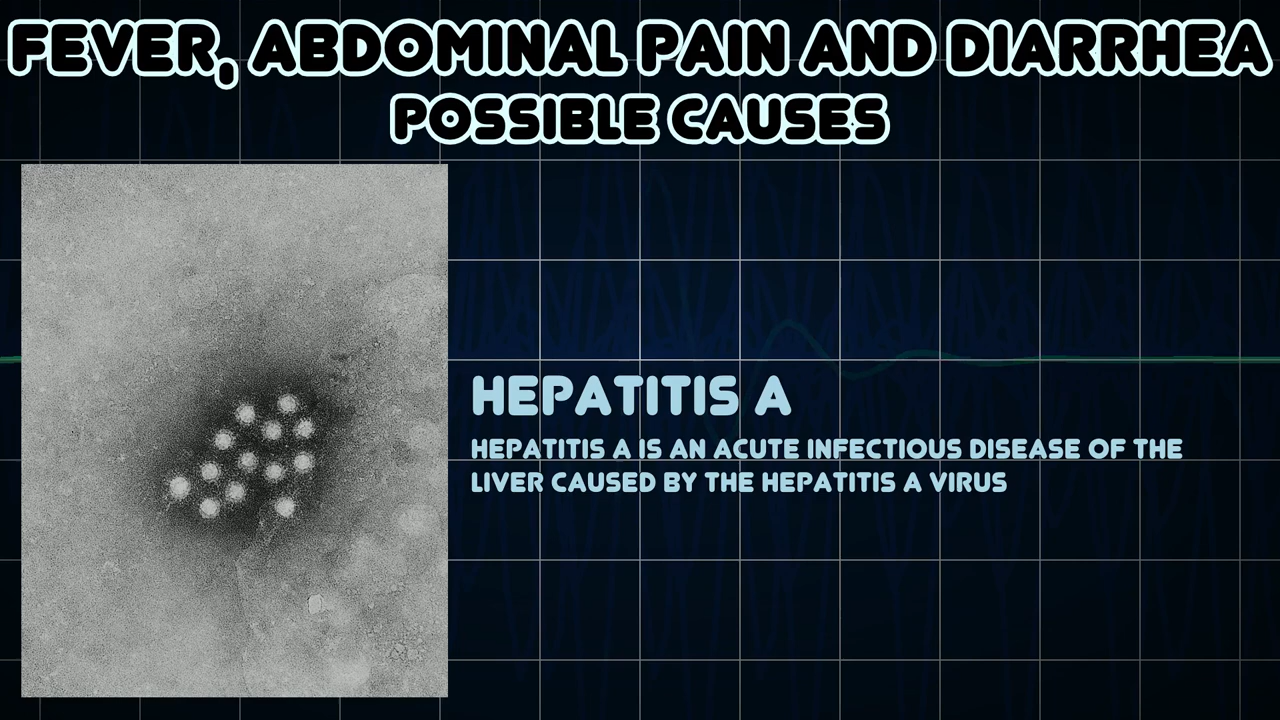 FEVER, ABDOMINAL PAIN AND DIARRHEA
POSSIBLE CAUSES
HEPATITIS A
HEPATITIS A IS AN ACUTE INFECTIOUS DISEASE OF THE
LIVER CAUSED BY THE HEPATITIS A VIRUS